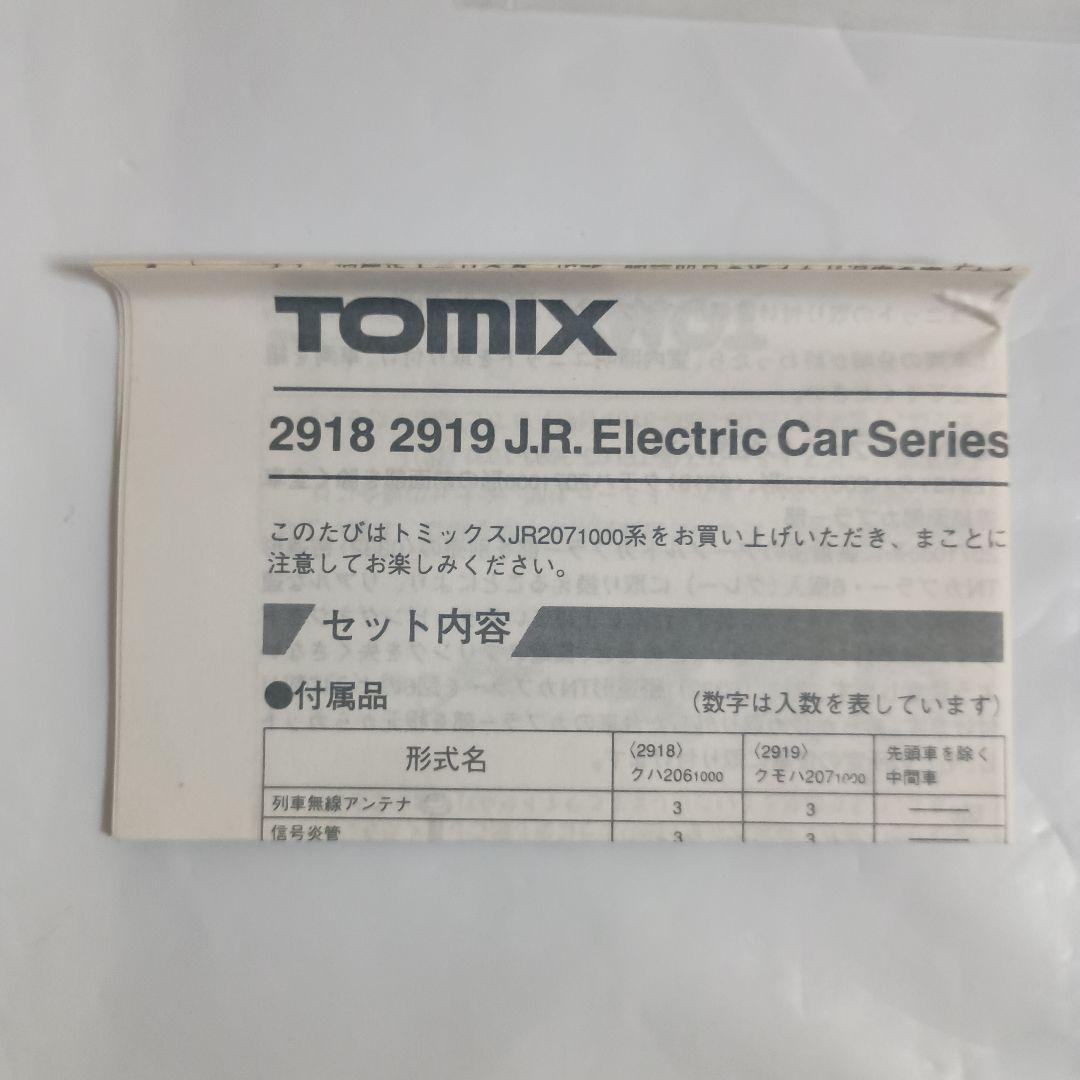 TOMIX
2918 2919 J.R. Electric Car Series
このたびはトミックスJR2071000系をお買い上げいただき、まことに
注意してお楽しみください。
セット内容
●付属品 (数字は入数を表しています)
形式名 〈2918〉 クハ2061000 〈2919〉 クモハ2071000 先頭車を除く 中間車
列車無線アンテナ 3 3 ——
信号炎管 3 3 ——